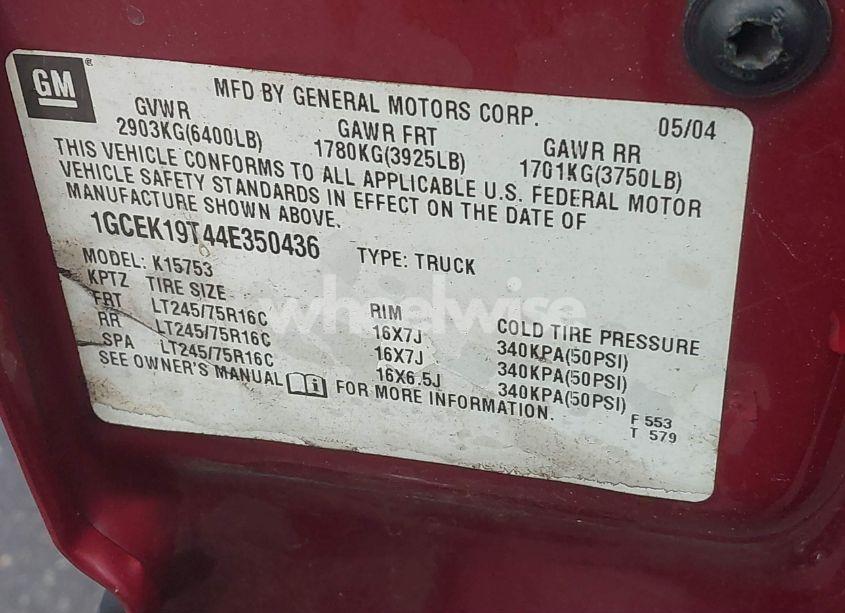 GM
MFD BY GENERAL MOTORS CORP. 05/04
GVWR GAWR FRT GAWR RR
2903KG(6400LB) 1780KG(3925LB) 1701KG(3750LB)
THIS VEHICLE CONFORMS TO ALL APPLICABLE U.S. FEDERAL MOTOR
VEHICLE SAFETY STANDARDS IN EFFECT ON THE DATE OF
MANUFACTURE SHOWN ABOVE.
1GCEK19T44E350436 TYPE: TRUCK
MODEL: K15753
KPTZ TIRE SIZE RIM COLD TIRE PRESSURE
FRT LT245/75R16C 16X7J 340KPA(50PSI)
RR LT245/75R16C 16X7J 340KPA(50PSI)
SPA LT245/75R16C 16X6.5J 340KPA(50PSI)
SEE OWNER'S MANUAL FOR MORE INFORMATION.
F 553
T 579
wheelwise